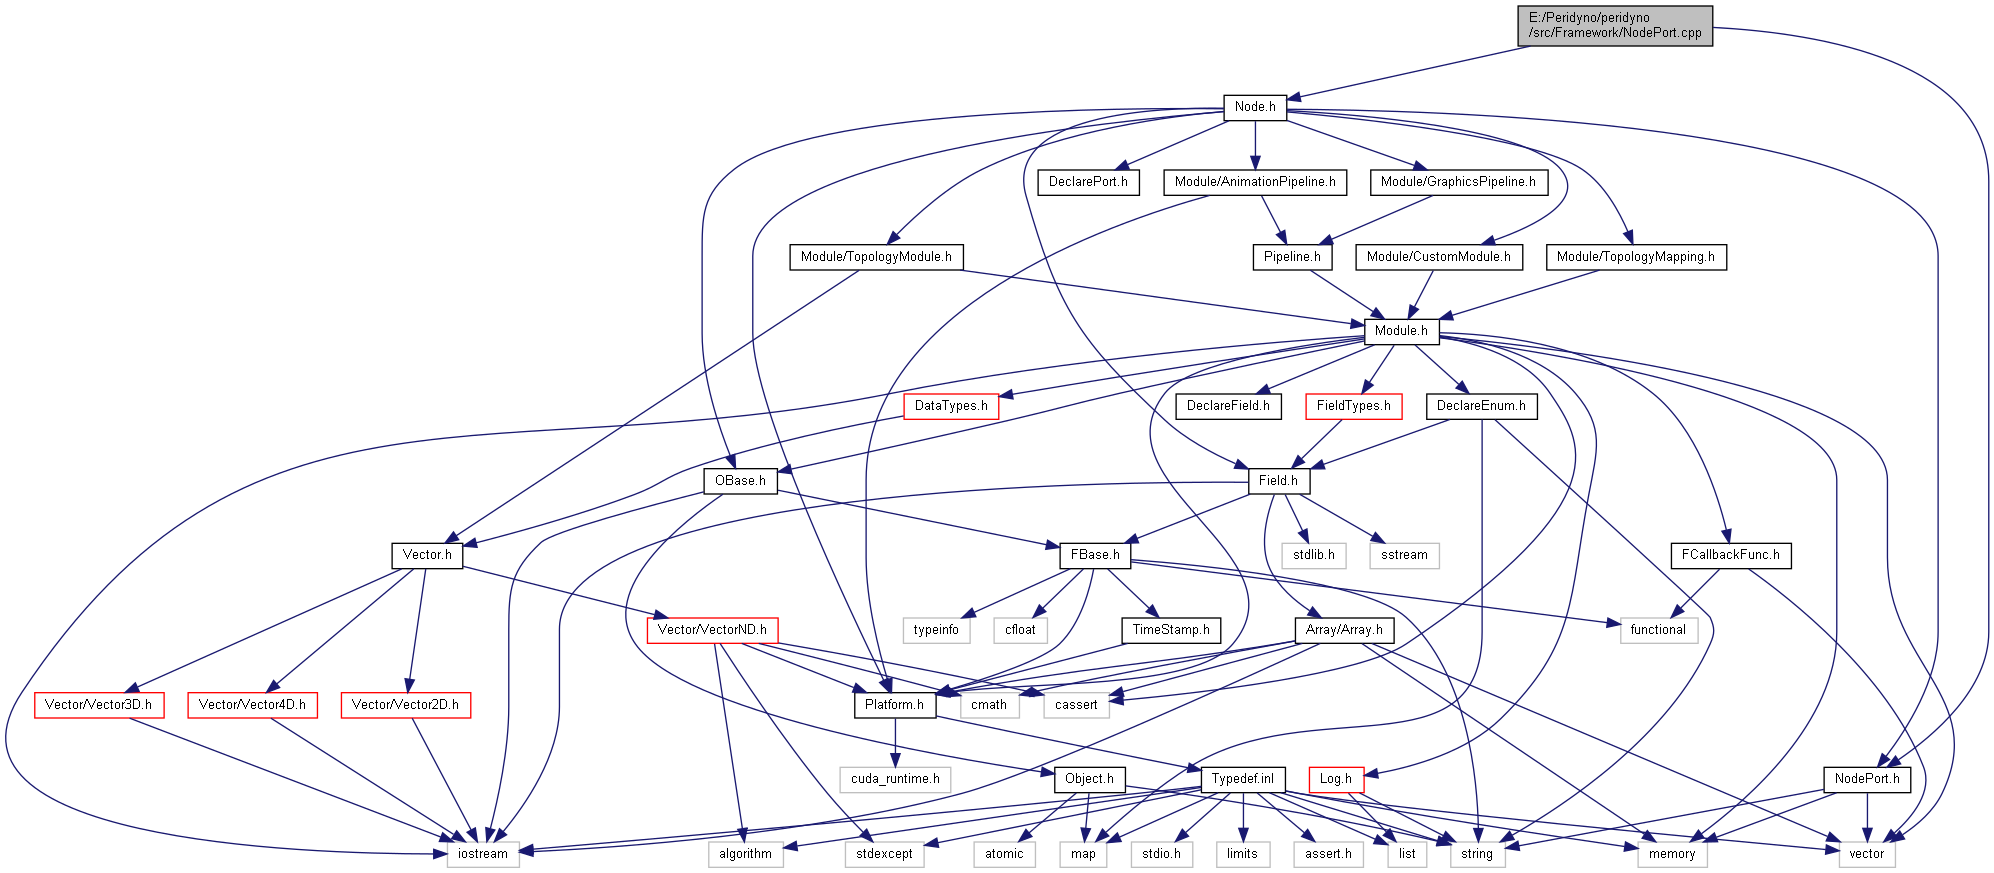 E:/Peridyno/peridyno
/src/Framework/NodePort.cpp
Node.h
DeclarePort.h
Module/AnimationPipeline.h
Module/GraphicsPipeline.h
Module/TopologyModule.h
Pipeline.h
Module/CustomModule.h
Module/TopologyMapping.h
Module.h
DataTypes.h
DeclareField.h
FieldTypes.h
DeclareEnum.h
OBase.h
Field.h
Vector.h
FBase.h
stdlib.h
sstream
FCallbackFunc.h
Vector/VectorND.h
typeinfo
cfloat
TimeStamp.h
Array/Array.h
functional
Vector/Vector3D.h
Vector/Vector4D.h
Vector/Vector2D.h
Platform.h
cmath
cassert
cuda_runtime.h
Object.h
Typedef.inl
Log.h
NodePort.h
iostream
algorithm
stdexcept
atomic
map
stdio.h
limits
assert.h
list
string
memory
vector